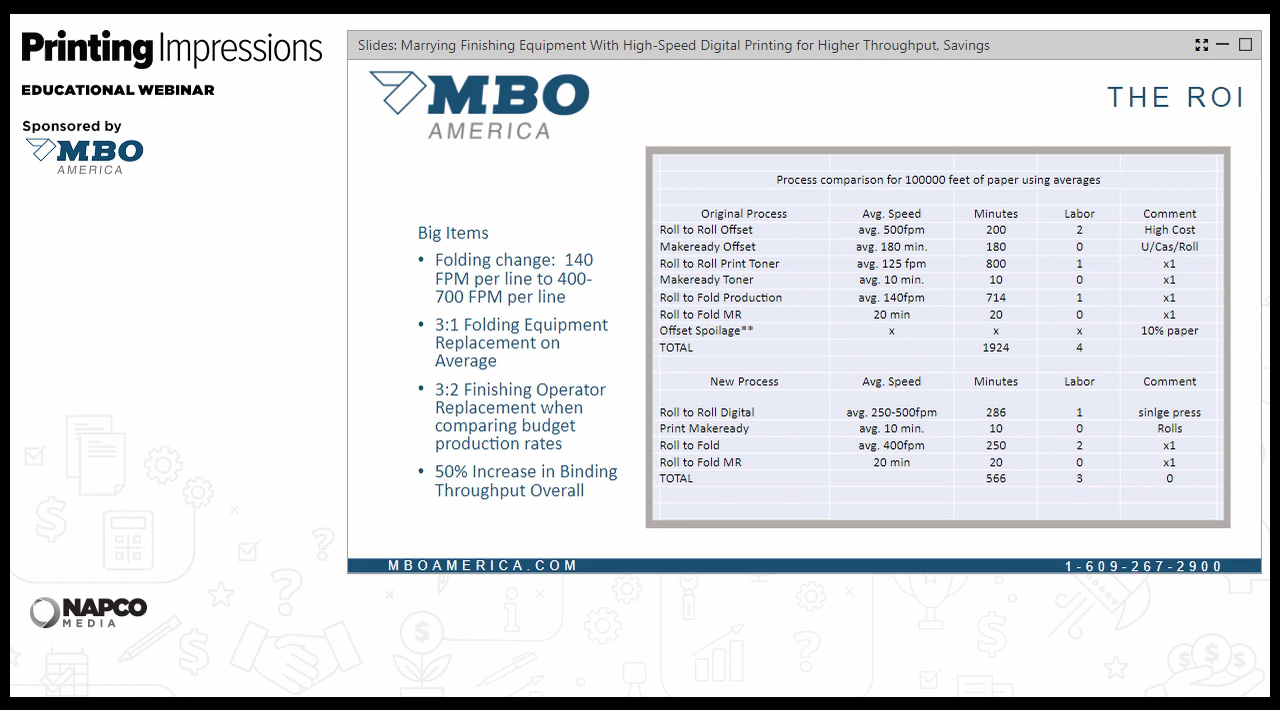 Printing Impressions
EDUCATIONAL WEBINAR
Sponsored by
MBO
AMERICA
Slides: Marrying Finishing Equipment With High-Speed Digital Printing for Higher Throughput, Savings
MBO
AMERICA
THE ROI
Big Items
• Folding change: 140
FPM per line to 400-
700 FPM per line
• 3:1 Folding Equipment
Replacement on
Average
• 3:2 Finishing Operator
Replacement when
comparing budget
production rates
• 50% Increase in Binding
Throughput Overall
Process comparison for 100000 feet of paper using averages
Original Process Avg. Speed Minutes Labor Comment
Roll to Roll Offset avg. 500fpm 200 2 High Cost
Makeready Offset avg. 180 min. 180 0 U/Cas/Roll
Roll to Roll Print Toner avg. 125 fpm 800 1 x1
Makeready Toner avg. 10 min. 10 0 x1
Roll to Fold Production avg. 140fpm 714 1 x1
Roll to Fold MR 20 min 20 0 x1
Offset Spoilage** x x x 10% paper
TOTAL 1924 4
New Process Avg. Speed Minutes Labor Comment
Roll to Roll Digital avg. 250-500fpm 286 1 sinlge press
Print Makeready avg. 10 min. 10 0 Rolls
Roll to Fold avg. 400fpm 250 2 x1
Roll to Fold MR 20 min 20 0 x1
TOTAL 566 3 0
MBOAMERICA.COM
1-609-267-2900
NAPCO
MEDIA